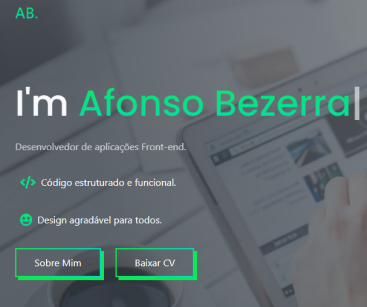 AB.
I'm Afonso Bezerra
Desenvolvedor de aplicações Front-end.
Código estruturado e funcional.
Design agradável para todos.
Sobre Mim
Baixar CV